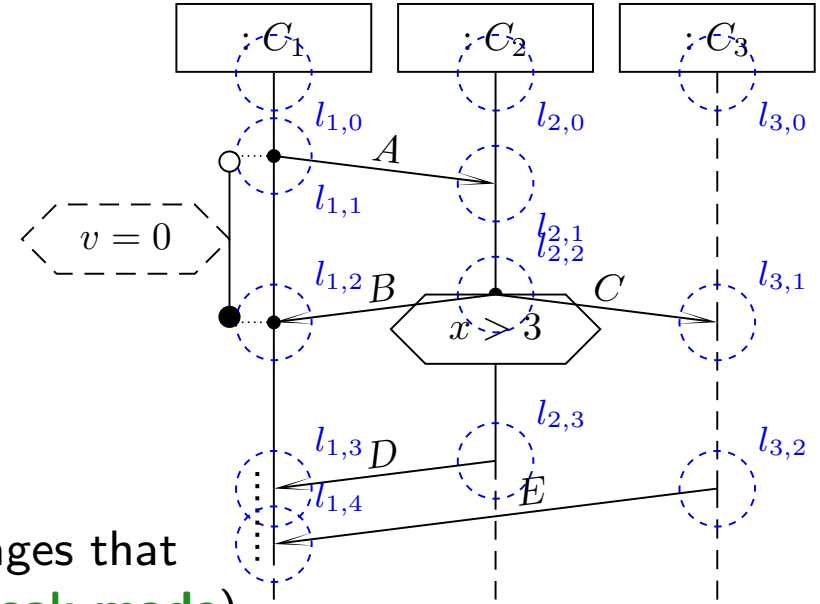 : C₁ : C₂ : C₃
l₁,₀ l₂,₀ l₃,₀
A
l₁,₁
v = 0
l₂,₁
l₂,₂
l₁,₂ B C l₃,₁
x > 3
l₂,₃
l₁,₃ D
l₁,₄ E l₃,₂
that